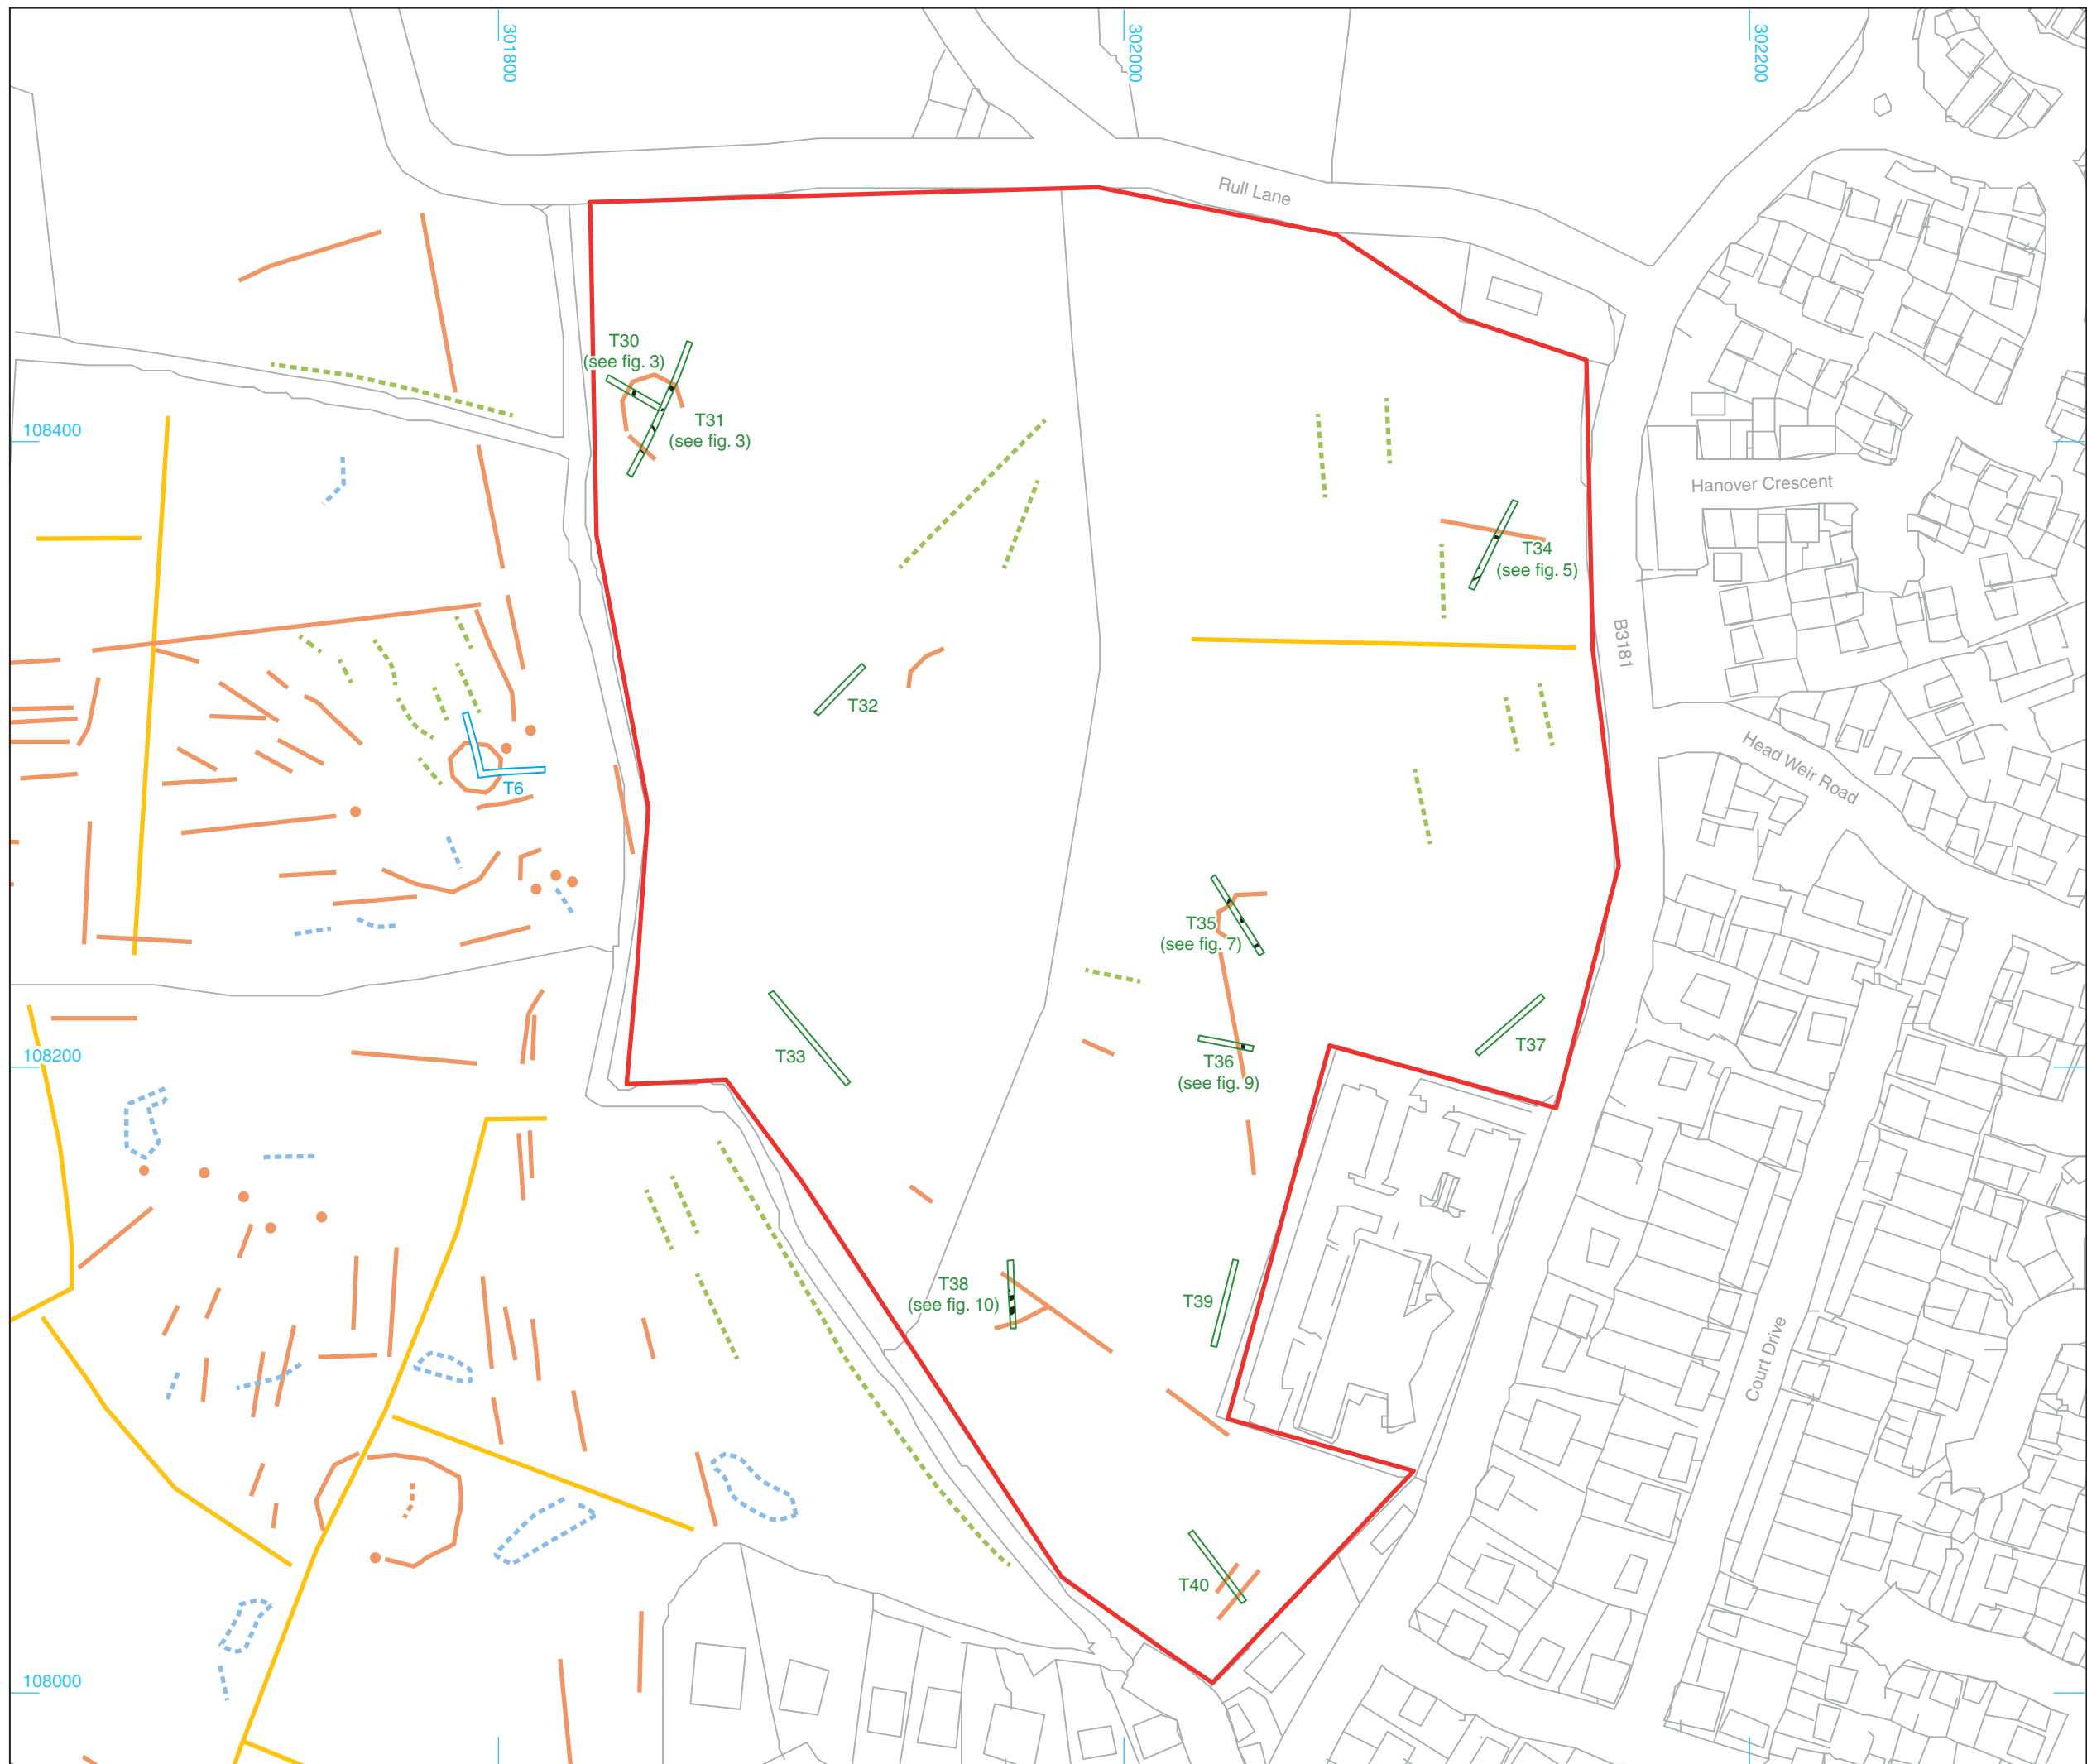 301800
302000
302200
Rull Lane
T30
(see fig. 3)
T31
(see fig. 3)
108400
Hanover Crescent
T34
(see fig. 5)
B3181
T32
Head Weir Road
T6
T35
(see fig. 7)
T33
T37
108200
T36
(see fig. 9)
T38
(see fig. 10)
T39
Court Drive
T40
108000